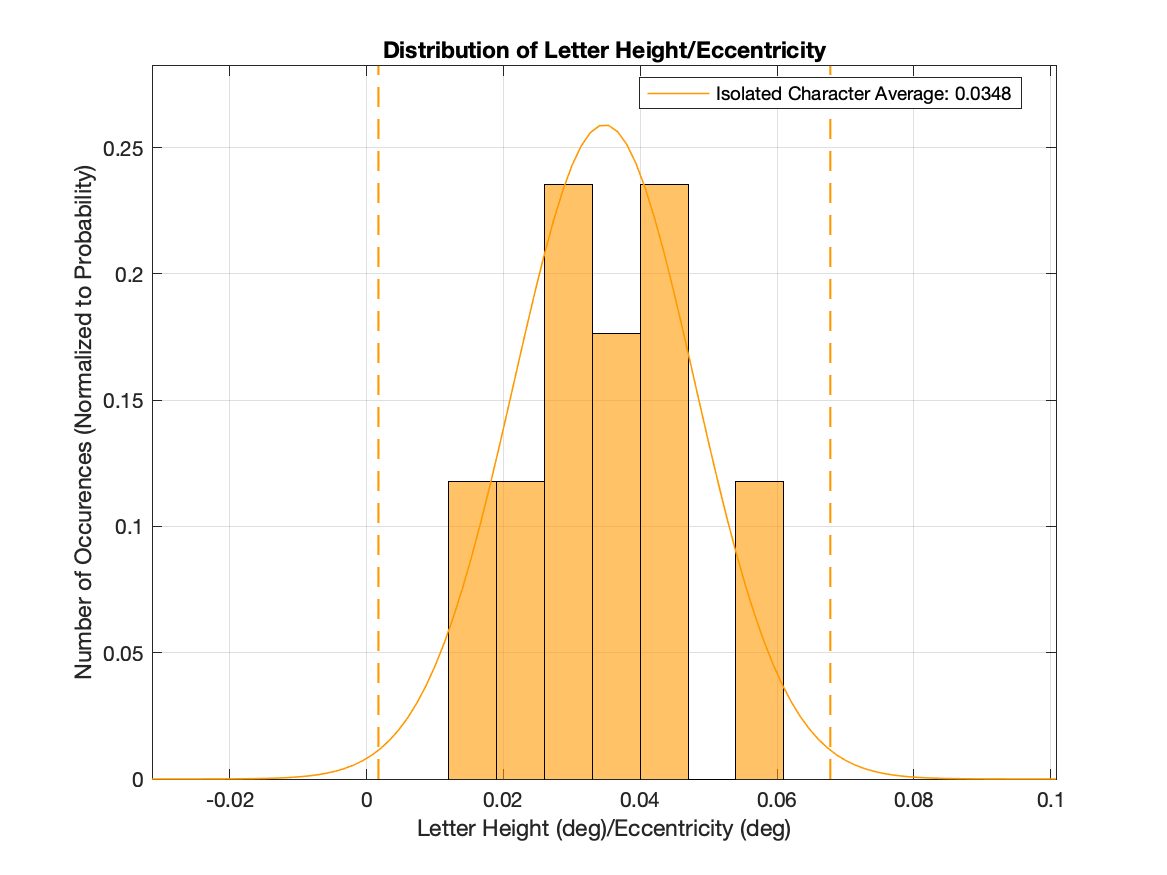 Distribution of Letter Height/Eccentricity
Isolated Character Average: 0.0348
Number of Occurences (Normalized to Probability)
0.25
0.2
0.15
0.1
0.05
0
-0.02 0 0.02 0.04 0.06 0.08 0.1
Letter Height (deg)/Eccentricity (deg)